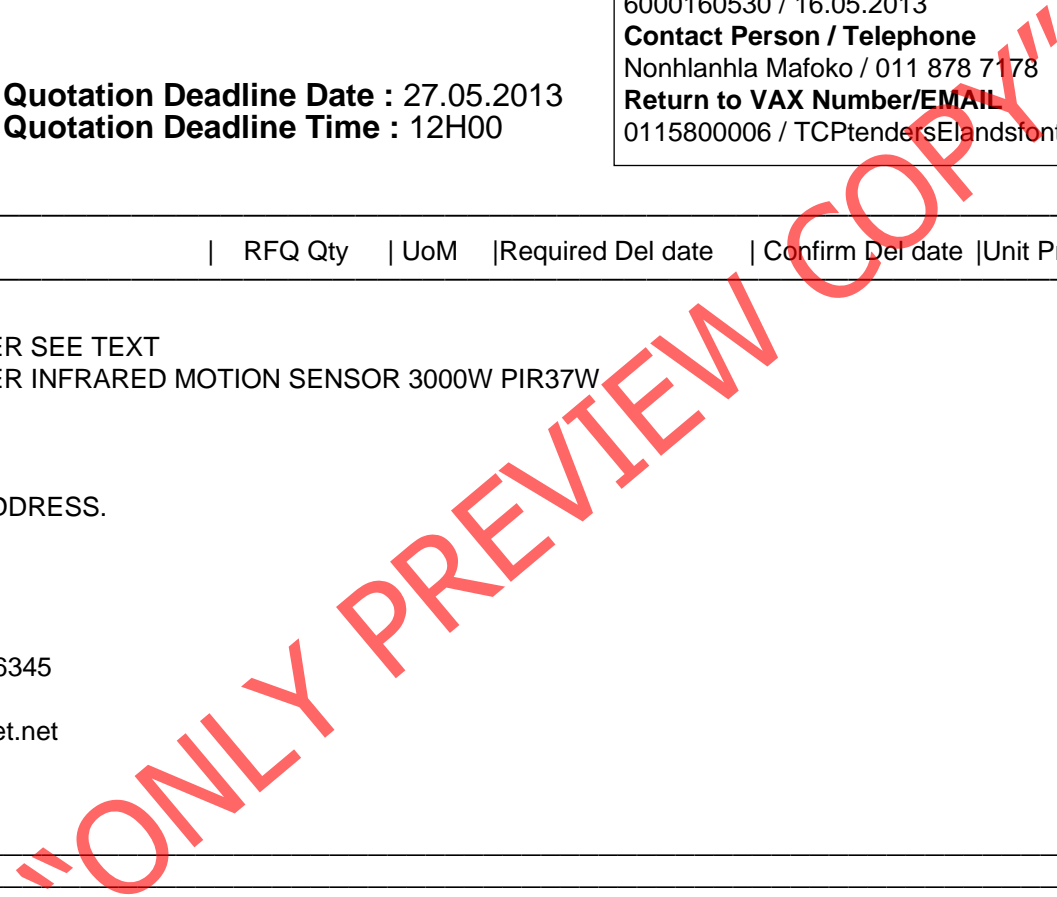 6000160530 / 16.05.2013
Contact Person / Telephone
Nonhlanhla Mafoko / 011 878 7178
Quotation Deadline Date : 27.05.2013
Return to VAX Number/EMAIL
Quotation Deadline Time : 12H00
0115800006 / TCPtendersElandsfont
| RFQ Qty | UoM |Required Del date | Confirm Del date |Unit Pr
ER SEE TEXT
ER INFRARED MOTION SENSOR 3000W PIR37W
DDRESS.
6345
et.net
"ONLY PREVIEW COPY"